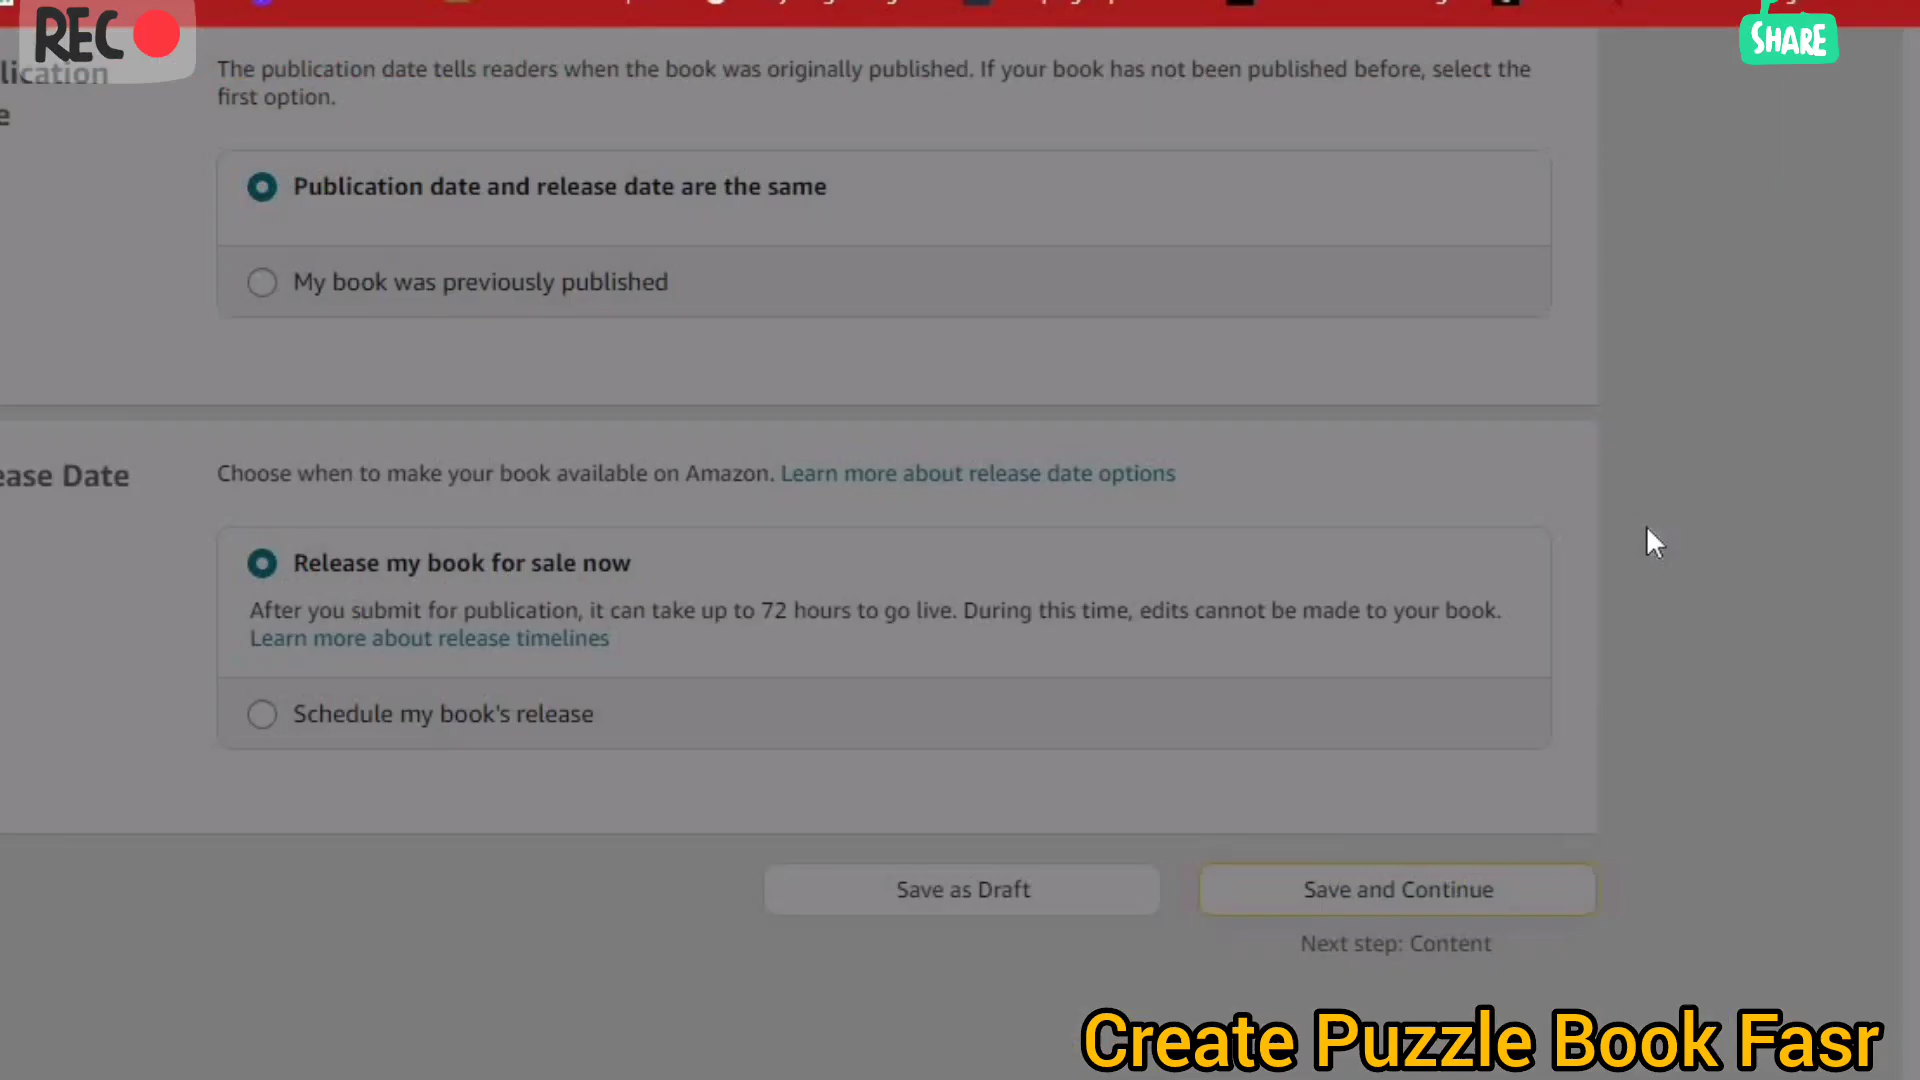 REC
SHARE
lication
e
The publication date tells readers when the book was originally published. If your book has not been published before, select the
first option.
Publication date and release date are the same
My book was previously published
ease Date
Choose when to make your book available on Amazon. Learn more about release date options
Release my book for sale now
After you submit for publication, it can take up to 72 hours to go live. During this time, edits cannot be made to your book.
Learn more about release timelines
Schedule my book's release
Save as Draft
Save and Continue
Next step: Content
Create Puzzle Book Fasr